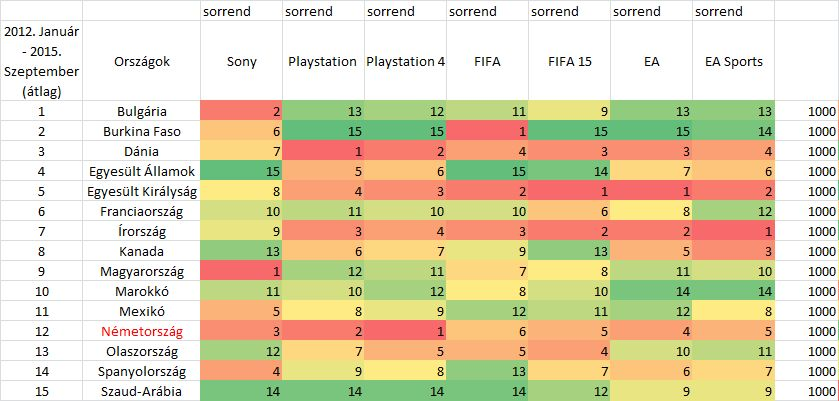 sorrend sorrend sorrend sorrend sorrend sorrend sorrend
2012. Január - 2015. Szeptember (átlag) Országok Sony Playstation Playstation 4 FIFA FIFA 15 EA EA Sports
1 Bulgária 2 13 12 11 9 13 13 1000
2 Burkina Faso 6 15 15 1 15 15 14 1000
3 Dánia 7 1 2 4 3 3 4 1000
4 Egyesült Államok 15 5 6 15 14 7 6 1000
5 Egyesült Királyság 8 4 3 2 1 1 2 1000
6 Franciaország 10 11 10 10 6 8 12 1000
7 Írország 9 3 4 3 2 2 1 1000
8 Kanada 13 6 7 9 13 5 3 1000
9 Magyarország 1 12 11 7 8 11 10 1000
10 Marokkó 11 10 12 8 10 14 14 1000
11 Mexikó 5 8 9 12 11 12 8 1000
12 Németország 3 2 1 6 5 4 5 1000
13 Olaszország 12 7 5 5 4 10 11 1000
14 Spanyolország 4 9 8 13 7 6 7 1000
15 Szaud-Arábia 14 14 14 14 12 9 9 1000